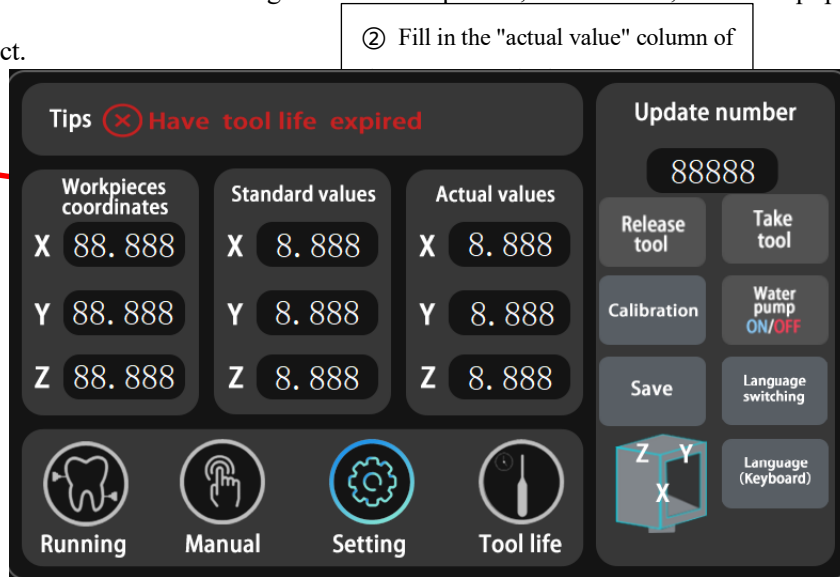 ② Fill in the "actual value" column of
ct.
Tips Have tool life expired
Workpieces
coordinates
X 88.888
Y 88.888
Z 88.888
Standard values
X 8.888
Y 8.888
Z 8.888
Actual values
X 8.888
Y 8.888
Z 8.888
Update number
88888
Release
tool
Take
tool
Calibration
Water
pump
ON/OFF
Save
Language
switching
Z Y
X
Language
(Keyboard)
Running
Manual
Setting
Tool life